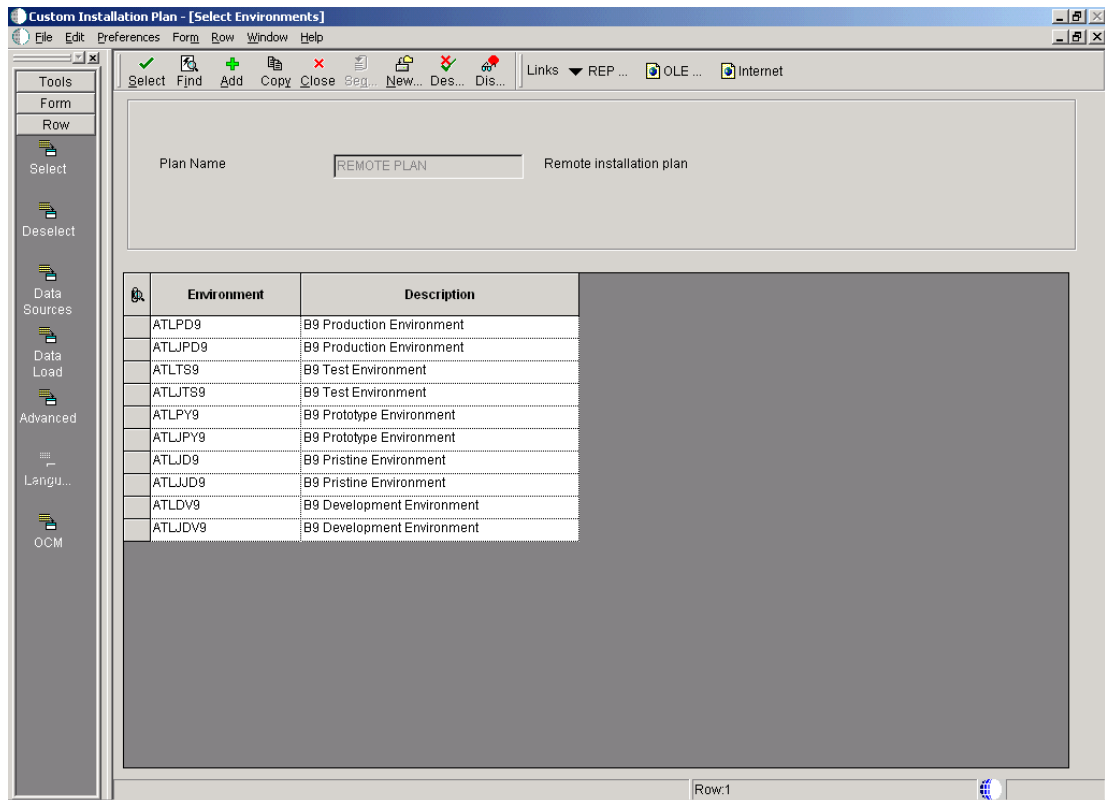 Custom Installation Plan - [Select Environments]
File Edit Preferences Form Row Window Help
Select Find Add Copy Close Seq... New... Des... Dis... Links REP ... OLE ... Internet
Tools
Form
Row
Select
Deselect
Data
Sources
Data
Load
Advanced
Langu...
OCM
Plan Name REMOTE PLAN Remote installation plan
Environment Description
ATLPD9 B9 Production Environment
ATLJPD9 B9 Production Environment
ATLTS9 B9 Test Environment
ATLJTS9 B9 Test Environment
ATLPY9 B9 Prototype Environment
ATLJPY9 B9 Prototype Environment
ATLJD9 B9 Pristine Environment
ATLJJD9 B9 Pristine Environment
ATLDV9 B9 Development Environment
ATLJDV9 B9 Development Environment
Row:1